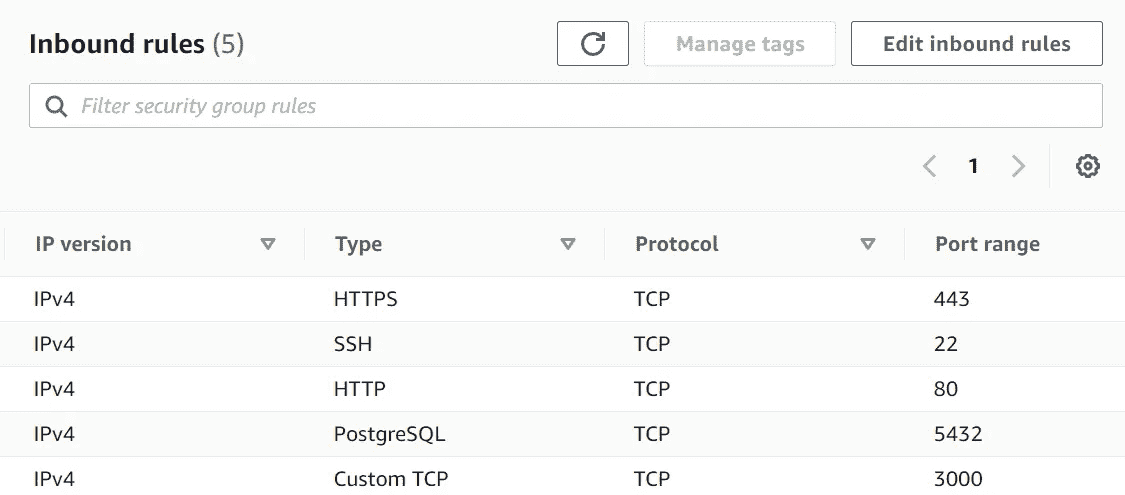 Inbound rules (5) Manage tags Edit inbound rules
Filter security group rules
1
IP version Type Protocol Port range
IPv4 HTTPS TCP 443
IPv4 SSH TCP 22
IPv4 HTTP TCP 80
IPv4 PostgreSQL TCP 5432
IPv4 Custom TCP TCP 3000